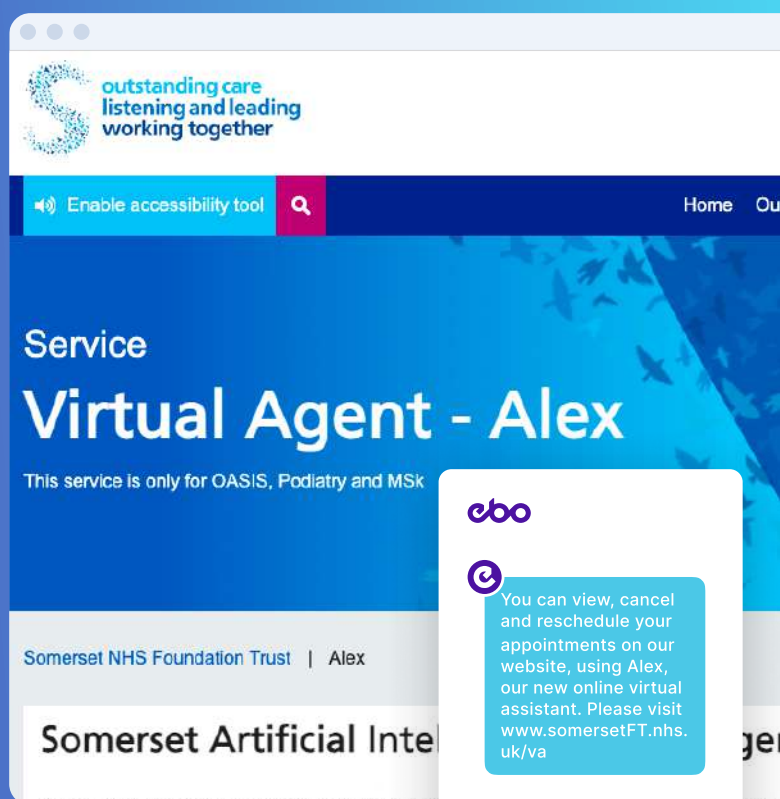 outstanding care
listening and leading
working together
Enable accessibility tool
Home Ou
Service
Virtual Agent - Alex
This service is only for OASIS, Podiatry and MSk
ebo
You can view, cancel
and reschedule your
appointments on our
website, using Alex,
our new online virtual
assistant. Please visit
www.somersetFT.nhs.
uk/va
Somerset NHS Foundation Trust | Alex
Somerset Artificial Intel